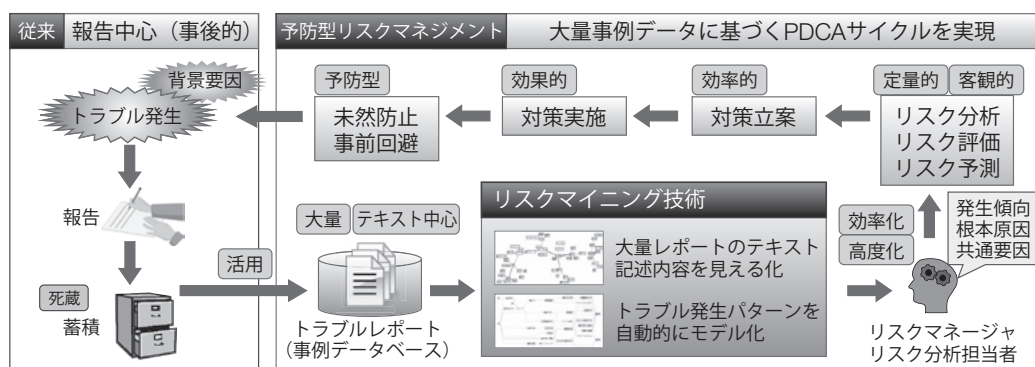 従来 報告中心（事後的）
背景要因
トラブル発生
報告
死蔵
蓄積
活用
予防型リスクマネジメント 大量事例データに基づくPDCAサイクルを実現
予防型
未然防止
事前回避
効果的
対策実施
効率的
対策立案
定量的 客観的
リスク分析
リスク評価
リスク予測
大量 テキスト中心
トラブルレポート
（事例データベース）
リスクマイニング技術
大量レポートのテキスト
記述内容を見える化
トラブル発生パターンを
自動的にモデル化
効率化
高度化
発生傾向
根本原因
共通要因
リスクマネージャ
リスク分析担当者